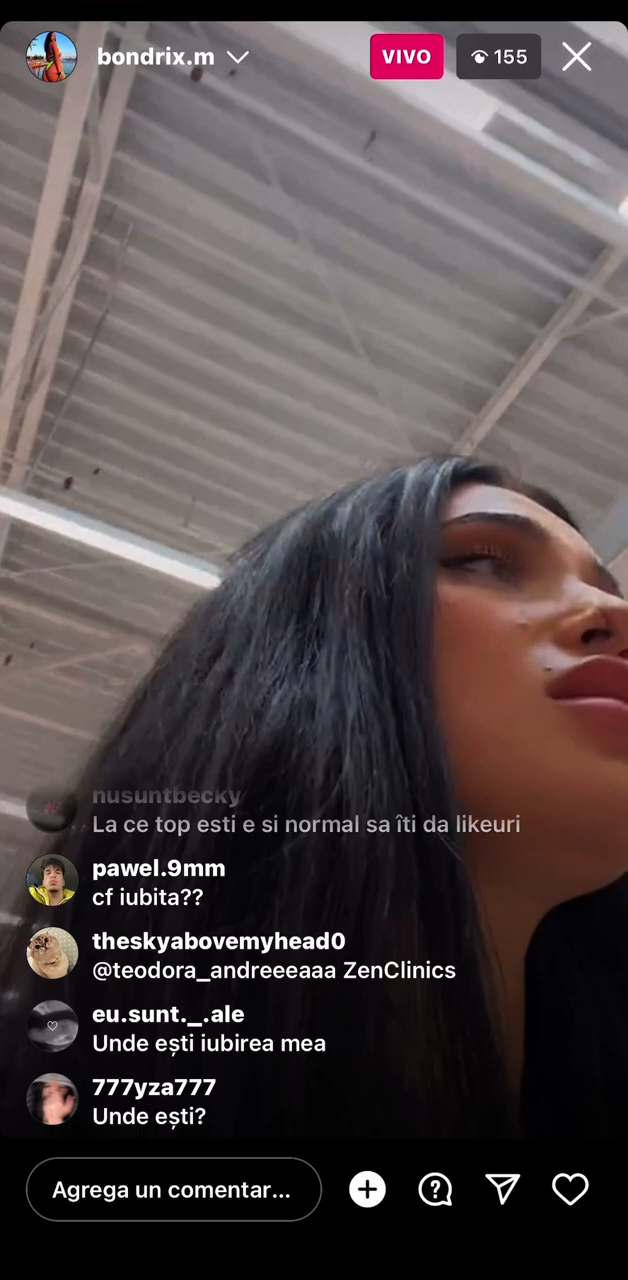 bondrix.m
VIVO
155
nusuntbecky
La ce top esti e si normal sa îti da likeuri
pawel.9mm
cf iubita??
theskyabovemyhead0
@teodora_andreeeaaa ZenClinics
eu.sunt._.ale
Unde ești iubirea mea
777yza777
Unde ești?
Agrega un comentar...